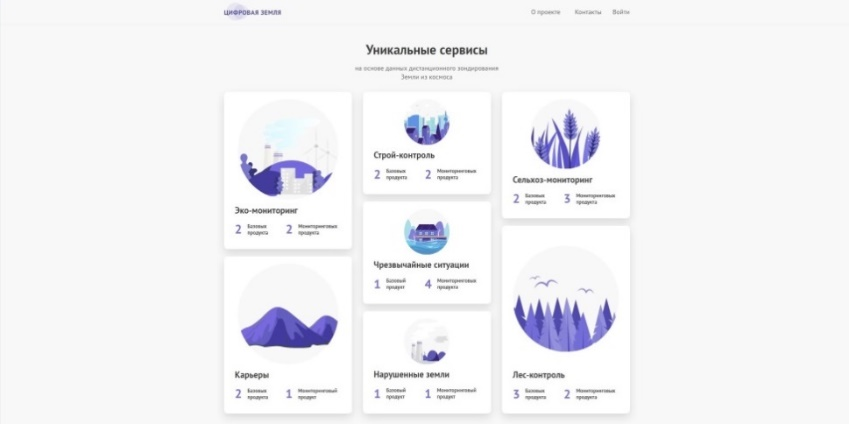 ЦИФРОВАЯ ЗЕМЛЯ
О проекте Контакты Войти
Уникальные сервисы
на основе данных дистанционного зондирования
Земли из космоса
Эко-мониторинг
2 Базовых продукта 2 Мониторинговых продукта
Карьеры
2 Базовых продукта 1 Мониторинговый продукт
Строй-контроль
2 Базовых продукта 2 Мониторинговых продукта
Чрезвычайные ситуации
1 Базовый продукт 4 Мониторинговых продукта
Нарушенные земли
1 Базовый продукт 1 Мониторинговый продукт
Сельхоз-мониторинг
2 Базовых продукта 3 Мониторинговых продукта
Лес-контроль
3 Базовых продукта 2 Мониторинговых продукта